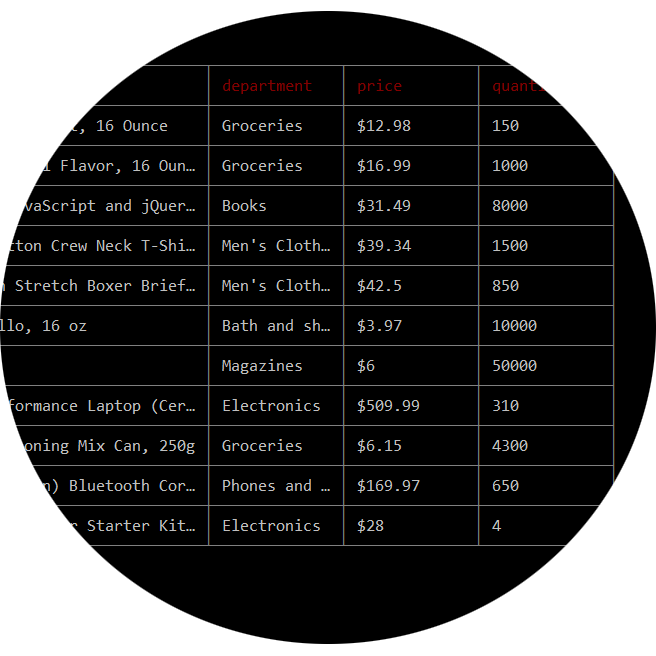 department price
, 16 Ounce Groceries $12.98 150
Flavor, 16 Oun… Groceries $16.99 1000
vaScript and jQuer… Books $31.49 8000
tton Crew Neck T-Shi… Men's Cloth… $39.34 1500
Stretch Boxer Brief… Men's Cloth… $42.5 850
llo, 16 oz Bath and sh… $3.97 10000
Magazines $6 50000
formance Laptop (Cer… Electronics $509.99 310
oning Mix Can, 250g Groceries $6.15 4300
) Bluetooth Cor… Phones and … $169.97 650
Starter Kit… Electronics $28 4